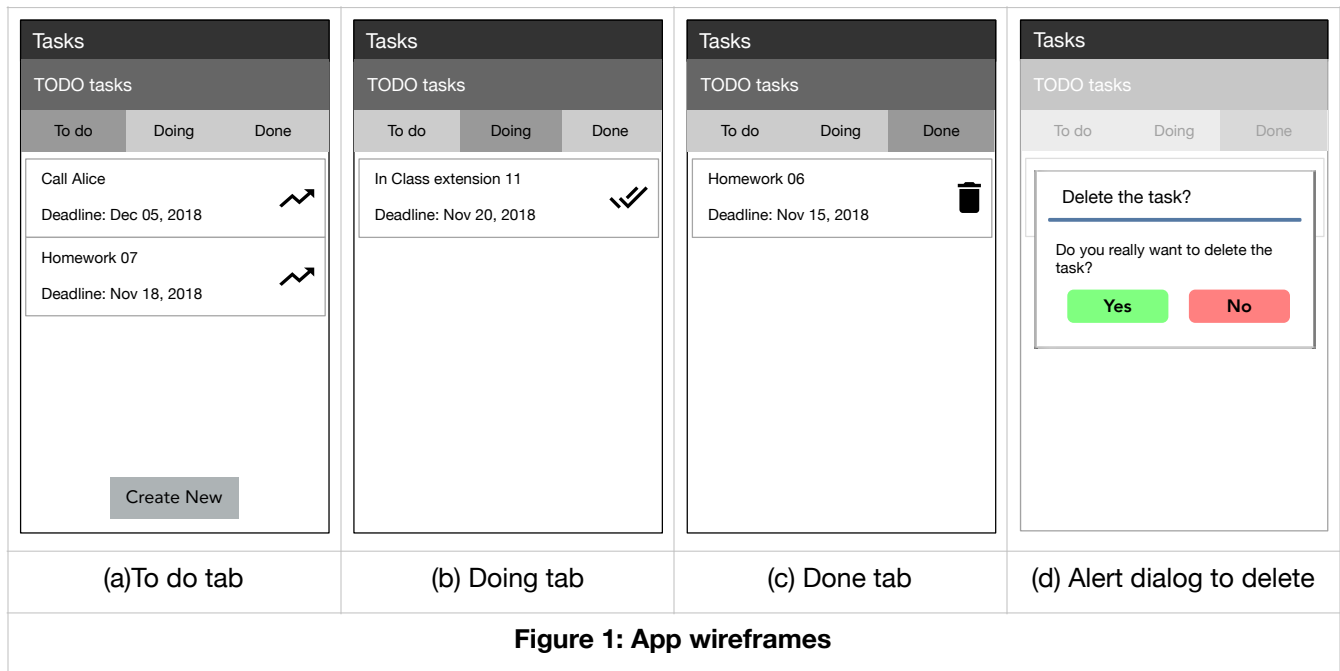 Tasks
TODO tasks
To do Doing Done
Call Alice
Deadline: Dec 05, 2018
Homework 07
Deadline: Nov 18, 2018
Create New
(a)To do tab
Tasks
TODO tasks
To do Doing Done
In Class extension 11
Deadline: Nov 20, 2018
(b) Doing tab
Tasks
TODO tasks
To do Doing Done
Homework 06
Deadline: Nov 15, 2018
(c) Done tab
Tasks
TODO tasks
To do Doing Done
Delete the task?
Do you really want to delete the
task?
Yes No
(d) Alert dialog to delete
Figure 1: App wireframes